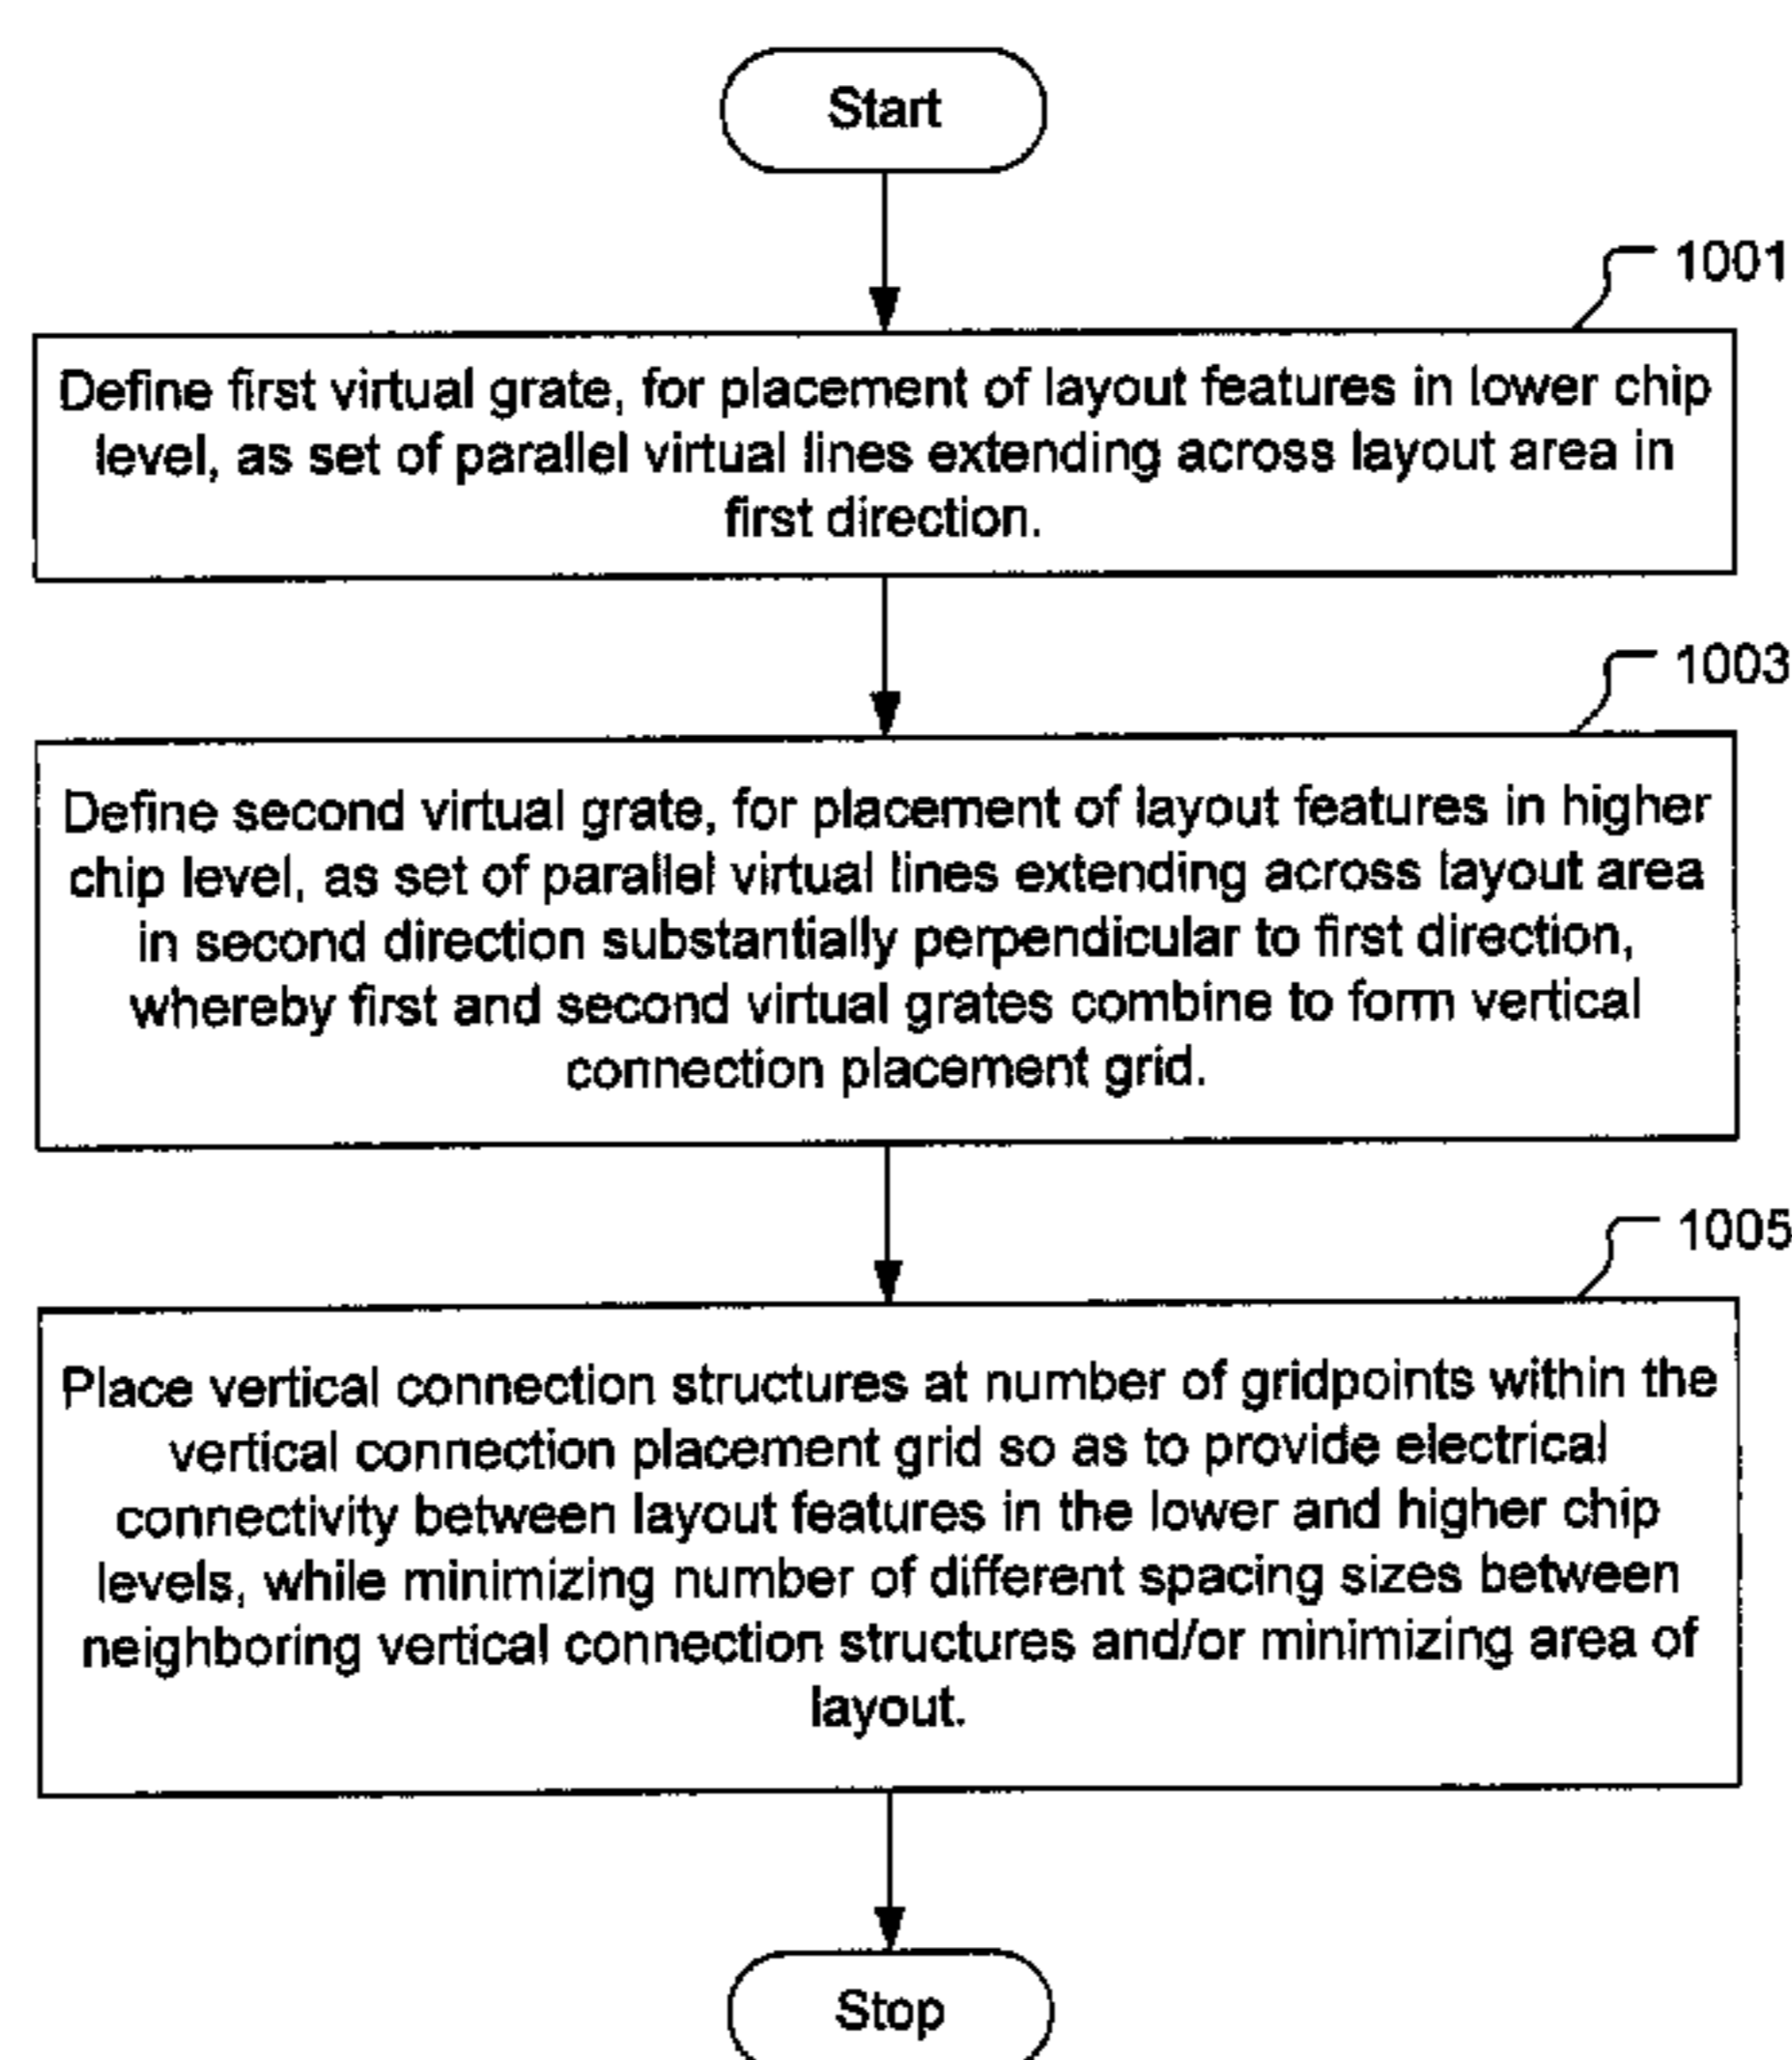 Start
1001
Define first virtual grate, for placement of layout features in lower chip
level, as set of parallel virtual lines extending across layout area in
first direction.
1003
Define second virtual grate, for placement of layout features in higher
chip level, as set of parallel virtual lines extending across layout area
in second direction substantially perpendicular to first direction,
whereby first and second virtual grates combine to form vertical
connection placement grid.
1005
Place vertical connection structures at number of gridpoints within the
vertical connection placement grid so as to provide electrical
connectivity between layout features in the lower and higher chip
levels, while minimizing number of different spacing sizes between
neighboring vertical connection structures and/or minimizing area of
layout.
Stop